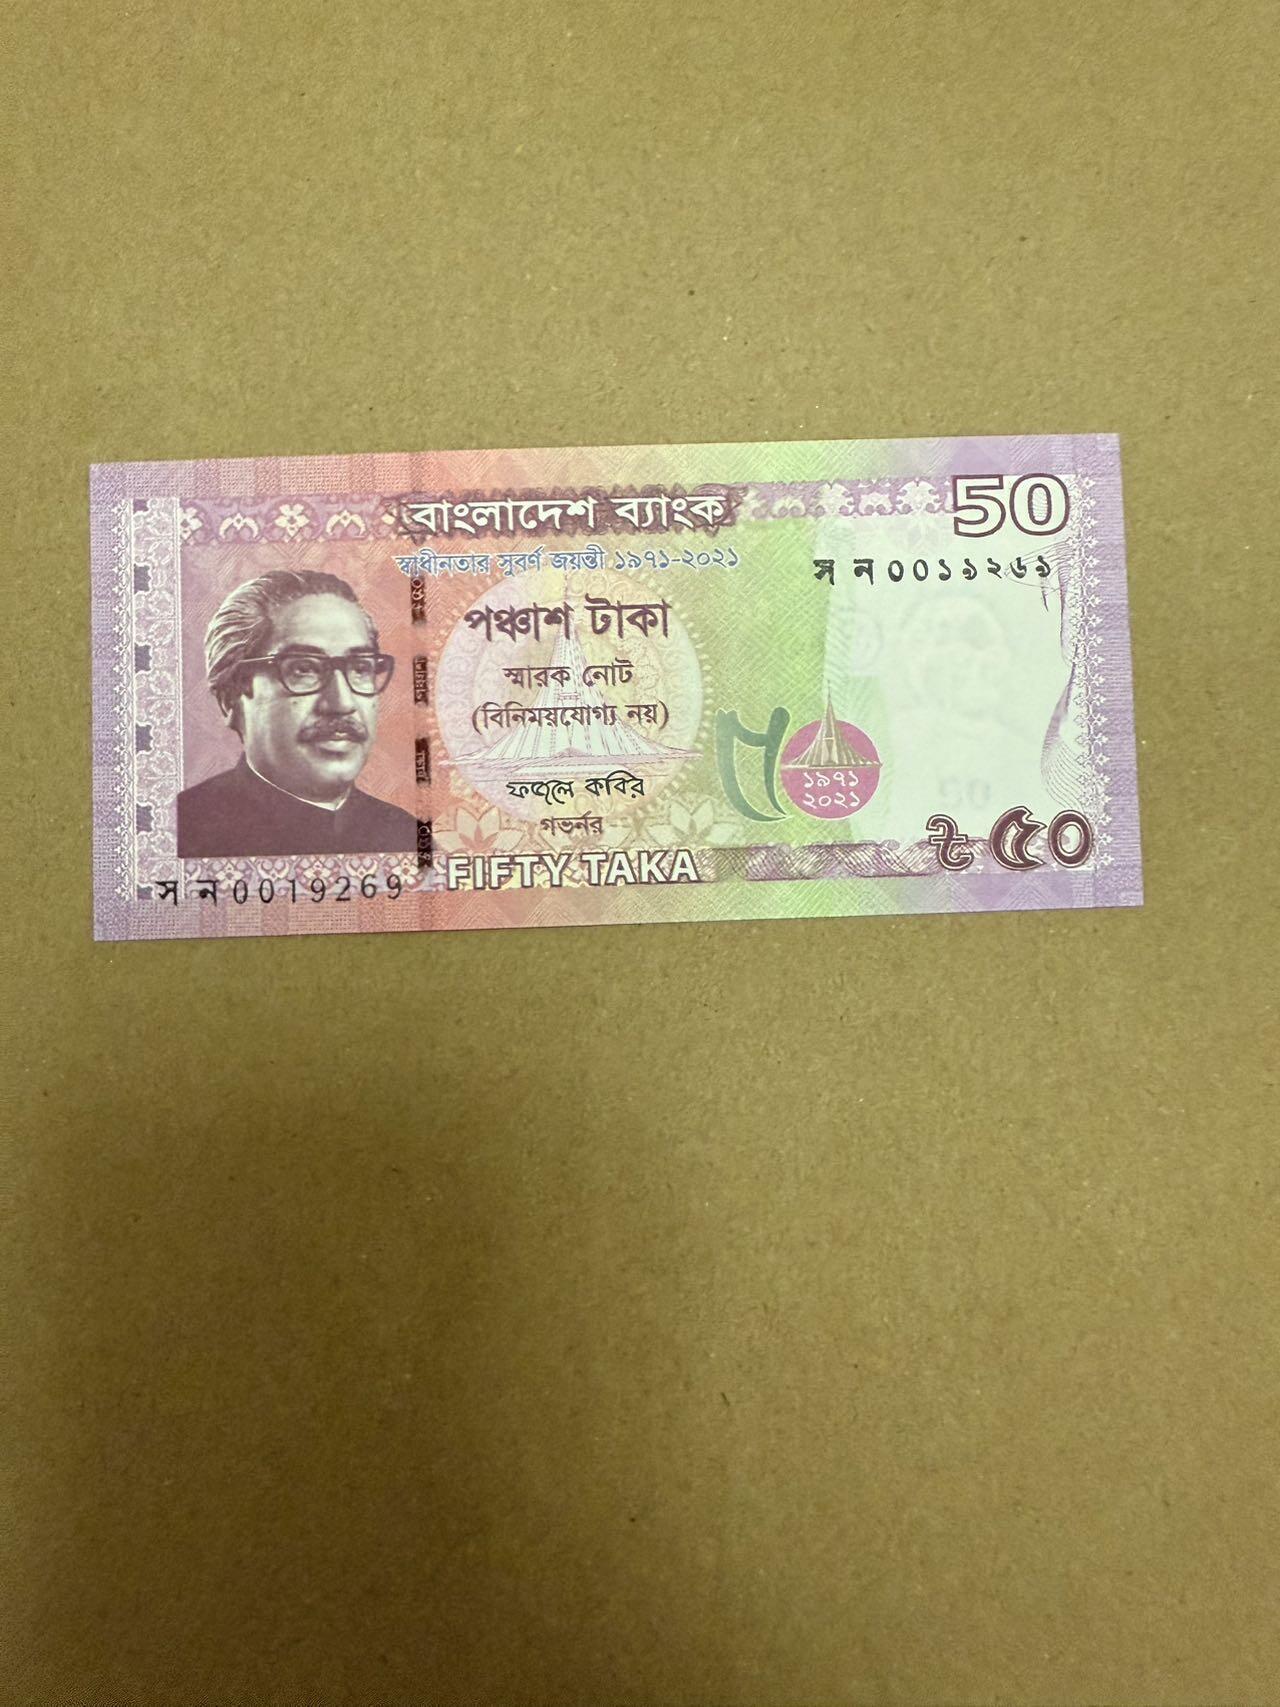 বাংলাদেশ ব্যাংক
50
স্বাধীনতার সুবর্ণ জয়ন্তী ১৯৭১-২০২১
স ন ০০১৯২৬৯
পঞ্চাশ টাকা
স্মারক নোট
(বিনিময়যোগ্য নয়)
১৯৭১
২০২১
ফজলে কবির
গভর্নর
৳ ৫০
FIFTY TAKA
স ন 0019269